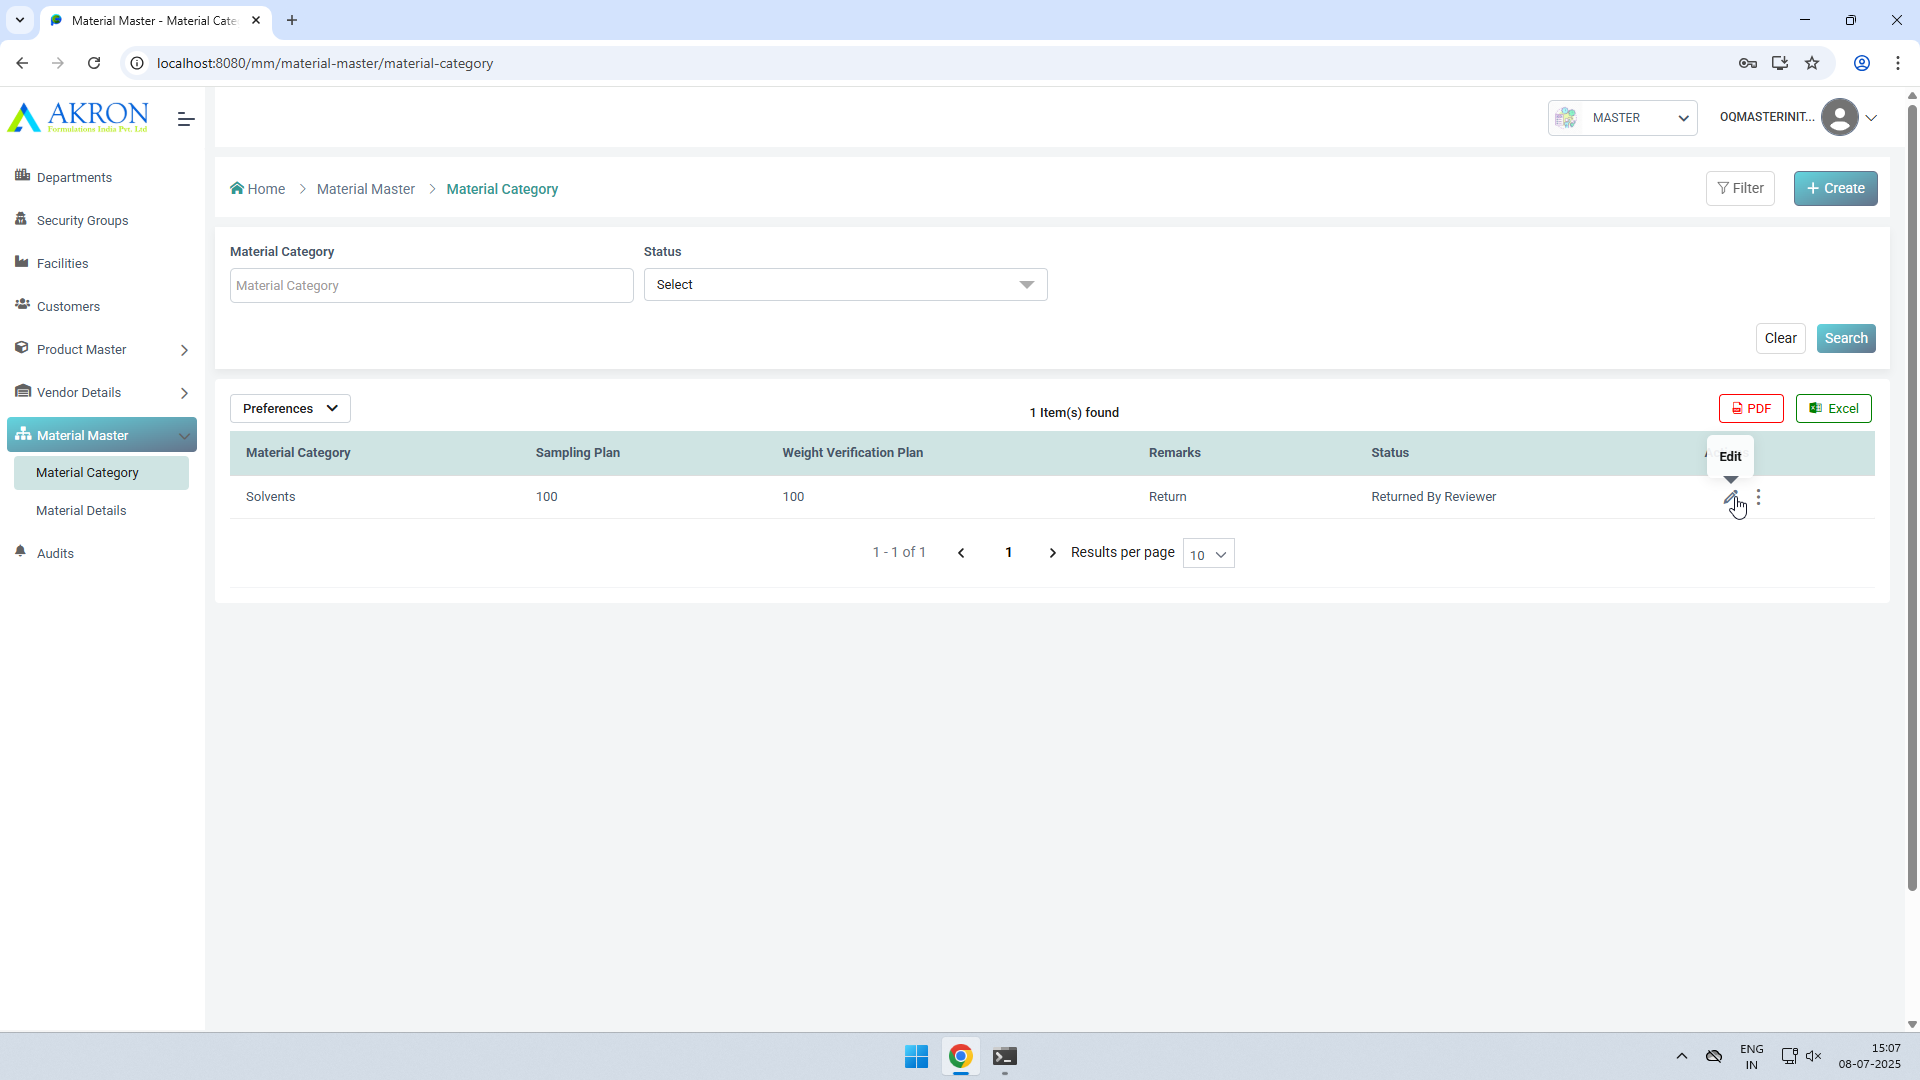 Material Master - Material Cate
localhost:8080/mm/material-master/material-category
AKRON
Formulations India Pvt. Ltd
MASTER
OQMASTERINIT...
Departments
Security Groups
Facilities
Customers
Product Master
Vendor Details
Material Master
Material Category
Material Details
Audits
Home > Material Master > Material Category
Filter
+ Create
Material Category
Status
Material Category
Select
Clear
Search
Preferences
1 Item(s) found
PDF
Excel
Material Category Sampling Plan Weight Verification Plan Remarks Status
Edit
Solvents 100 100 Return Returned By Reviewer
1 - 1 of 1 1 Results per page 10
ENG
IN
15:07
08-07-2025